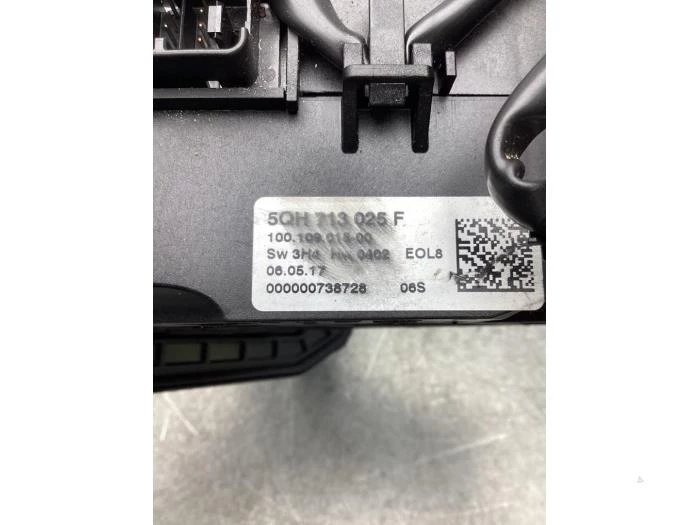 5QH 713 025 F
100.109.015-00
Sw 3H4 HW 0402 EOL8
06.05.17
000000738728 06S